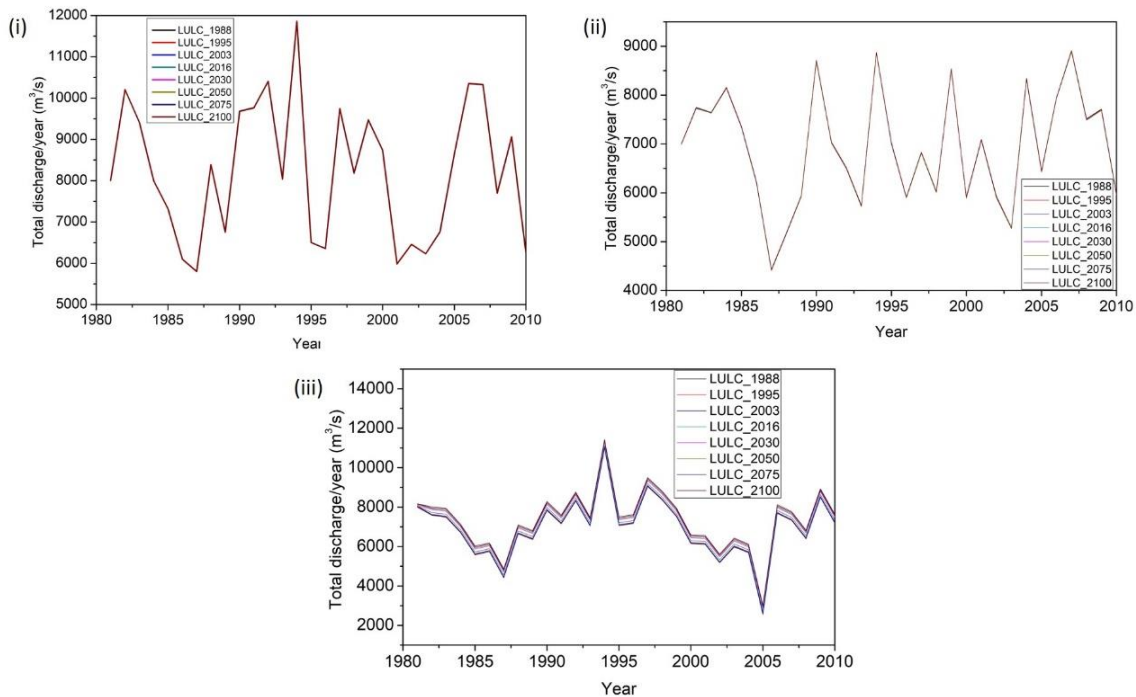 (i)
Total discharge/year (m³/s)
12000
11000
10000
9000
8000
7000
6000
5000
LULC_1988
LULC_1995
LULC_2003
LULC_2016
LULC_2030
LULC_2050
LULC_2075
LULC_2100
1980 1985 1990 1995 2000 2005 2010
Year
(ii)
Total discharge/year (m³/s)
9000
8000
7000
6000
5000
4000
LULC_1988
LULC_1995
LULC_2003
LULC_2016
LULC_2030
LULC_2050
LULC_2075
LULC_2100
1980 1985 1990 1995 2000 2005 2010
Year
(iii)
Total discharge/year (m³/s)
14000
12000
10000
8000
6000
4000
2000
LULC_1988
LULC_1995
LULC_2003
LULC_2016
LULC_2030
LULC_2050
LULC_2075
LULC_2100
1980 1985 1990 1995 2000 2005 2010
Year